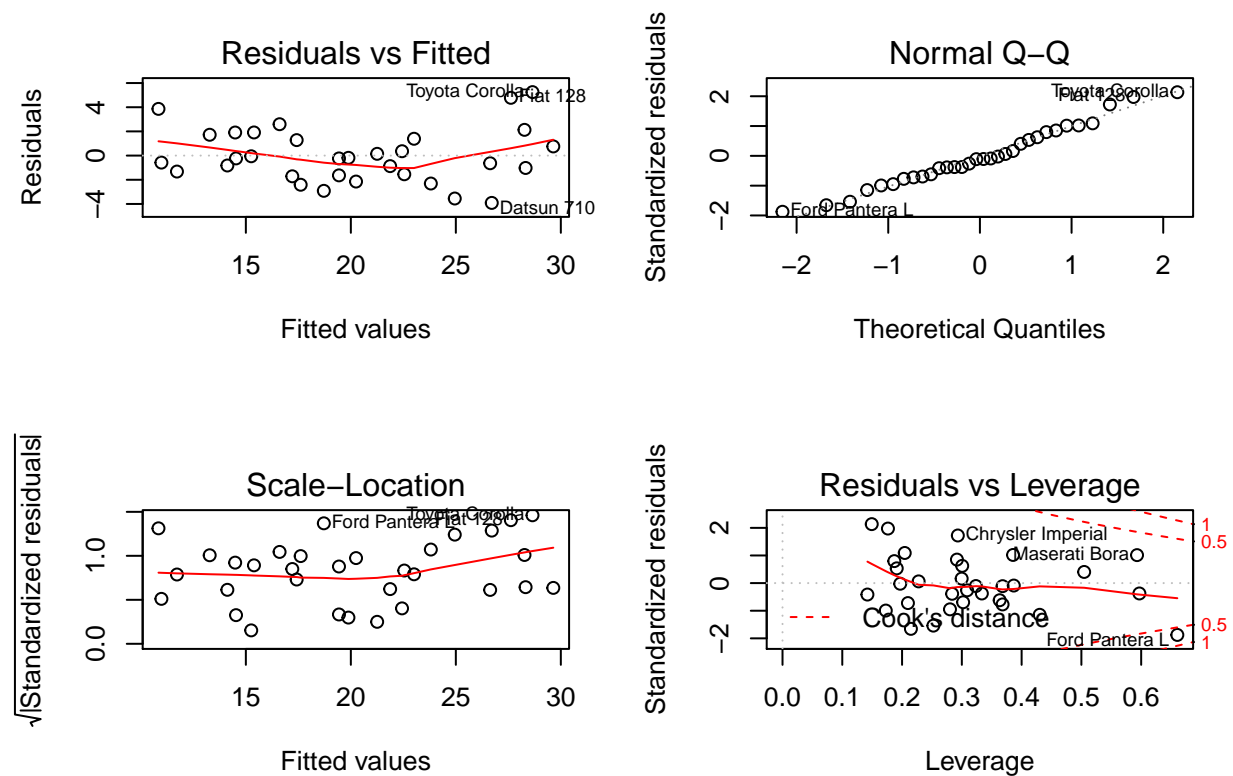 Residuals vs Fitted
Residuals
4
0
−4
Toyota Corolla
Fiat 128
Datsun 710
15
20
25
30
Fitted values
Normal Q−Q
Standardized residuals
2
0
−2
Toyota Corolla
Fiat 128
Ford Pantera L
−2
−1
0
1
2
Theoretical Quantiles
Scale−Location
√|Standardized residuals|
1.0
0.0
Toyota Corolla
Ford Pantera L
Fiat 128
15
20
25
30
Fitted values
Residuals vs Leverage
Standardized residuals
2
0
−2
Chrysler Imperial
Maserati Bora
Cook's distance
Ford Pantera L
1
0.5
0.5
1
0.0
0.1
0.2
0.3
0.4
0.5
0.6
Leverage